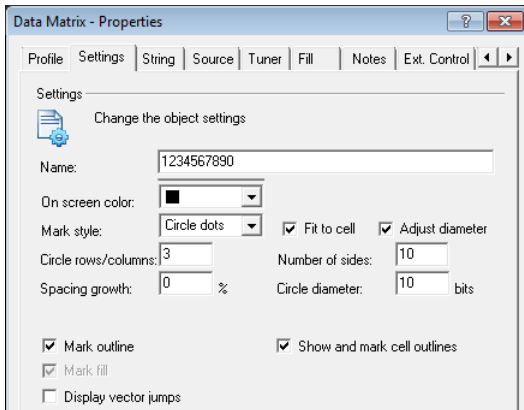 Data Matrix - Properties
Profile Settings String Source Tuner Fill Notes Ext. Control
Settings
Change the object settings
Name: 1234567890
On screen color:
Mark style: Circle dots Fit to cell Adjust diameter
Circle rows/columns: 3 Number of sides: 10
Spacing growth: 0 % Circle diameter: 10 bits
Mark outline Show and mark cell outlines
Mark fill
Display vector jumps